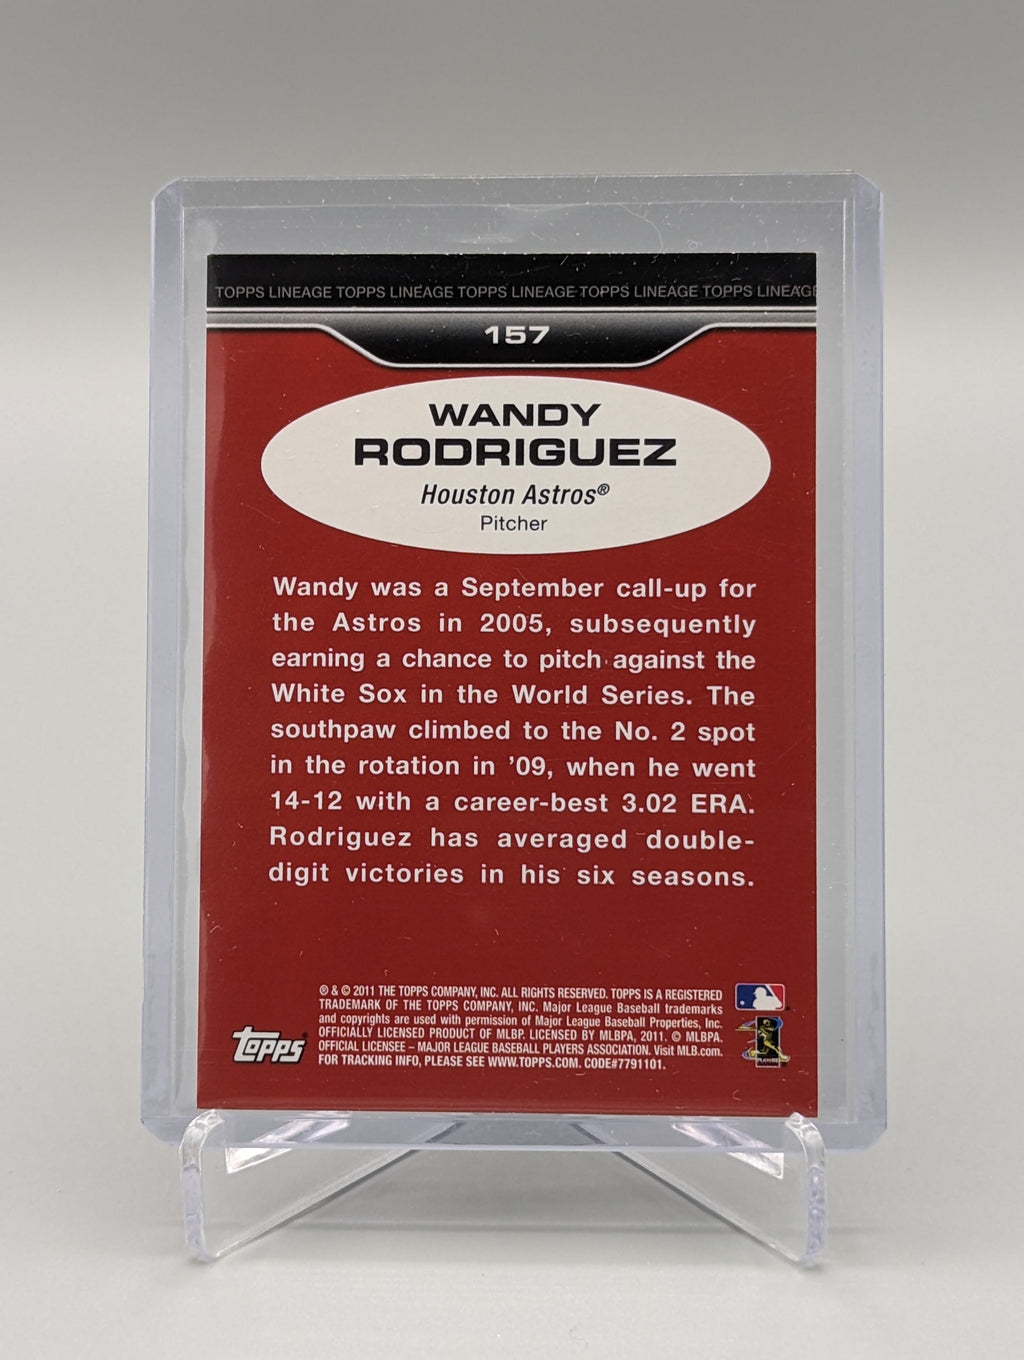 TOPPS LINEAGE TOPPS LINEAGE TOPPS LINEAGE TOPPS LINEAGE TOPPS LINEAGE
157
WANDY
RODRIGUEZ
Houston Astros®
Pitcher
Wandy was a September call-up for
the Astros in 2005, subsequently
earning a chance to pitch against the
White Sox in the World Series. The
southpaw climbed to the No. 2 spot
in the rotation in ’09, when he went
14-12 with a career-best 3.02 ERA.
Rodriguez has averaged double-
digit victories in his six seasons.
® & © 2011 THE TOPPS COMPANY, INC. ALL RIGHTS RESERVED. TOPPS IS A REGISTERED
TRADEMARK OF THE TOPPS COMPANY, INC. Major League Baseball trademarks
and copyrights are used with permission of Major League Baseball Properties, Inc.
OFFICIALLY LICENSED PRODUCT OF MLBP. LICENSED BY MLBPA, 2011. © MLBPA.
OFFICIAL LICENSEE – MAJOR LEAGUE BASEBALL PLAYERS ASSOCIATION. Visit MLB.com.
FOR TRACKING INFO, PLEASE SEE WWW.TOPPS.COM. CODE#7791101.
Topps
PLAYERS